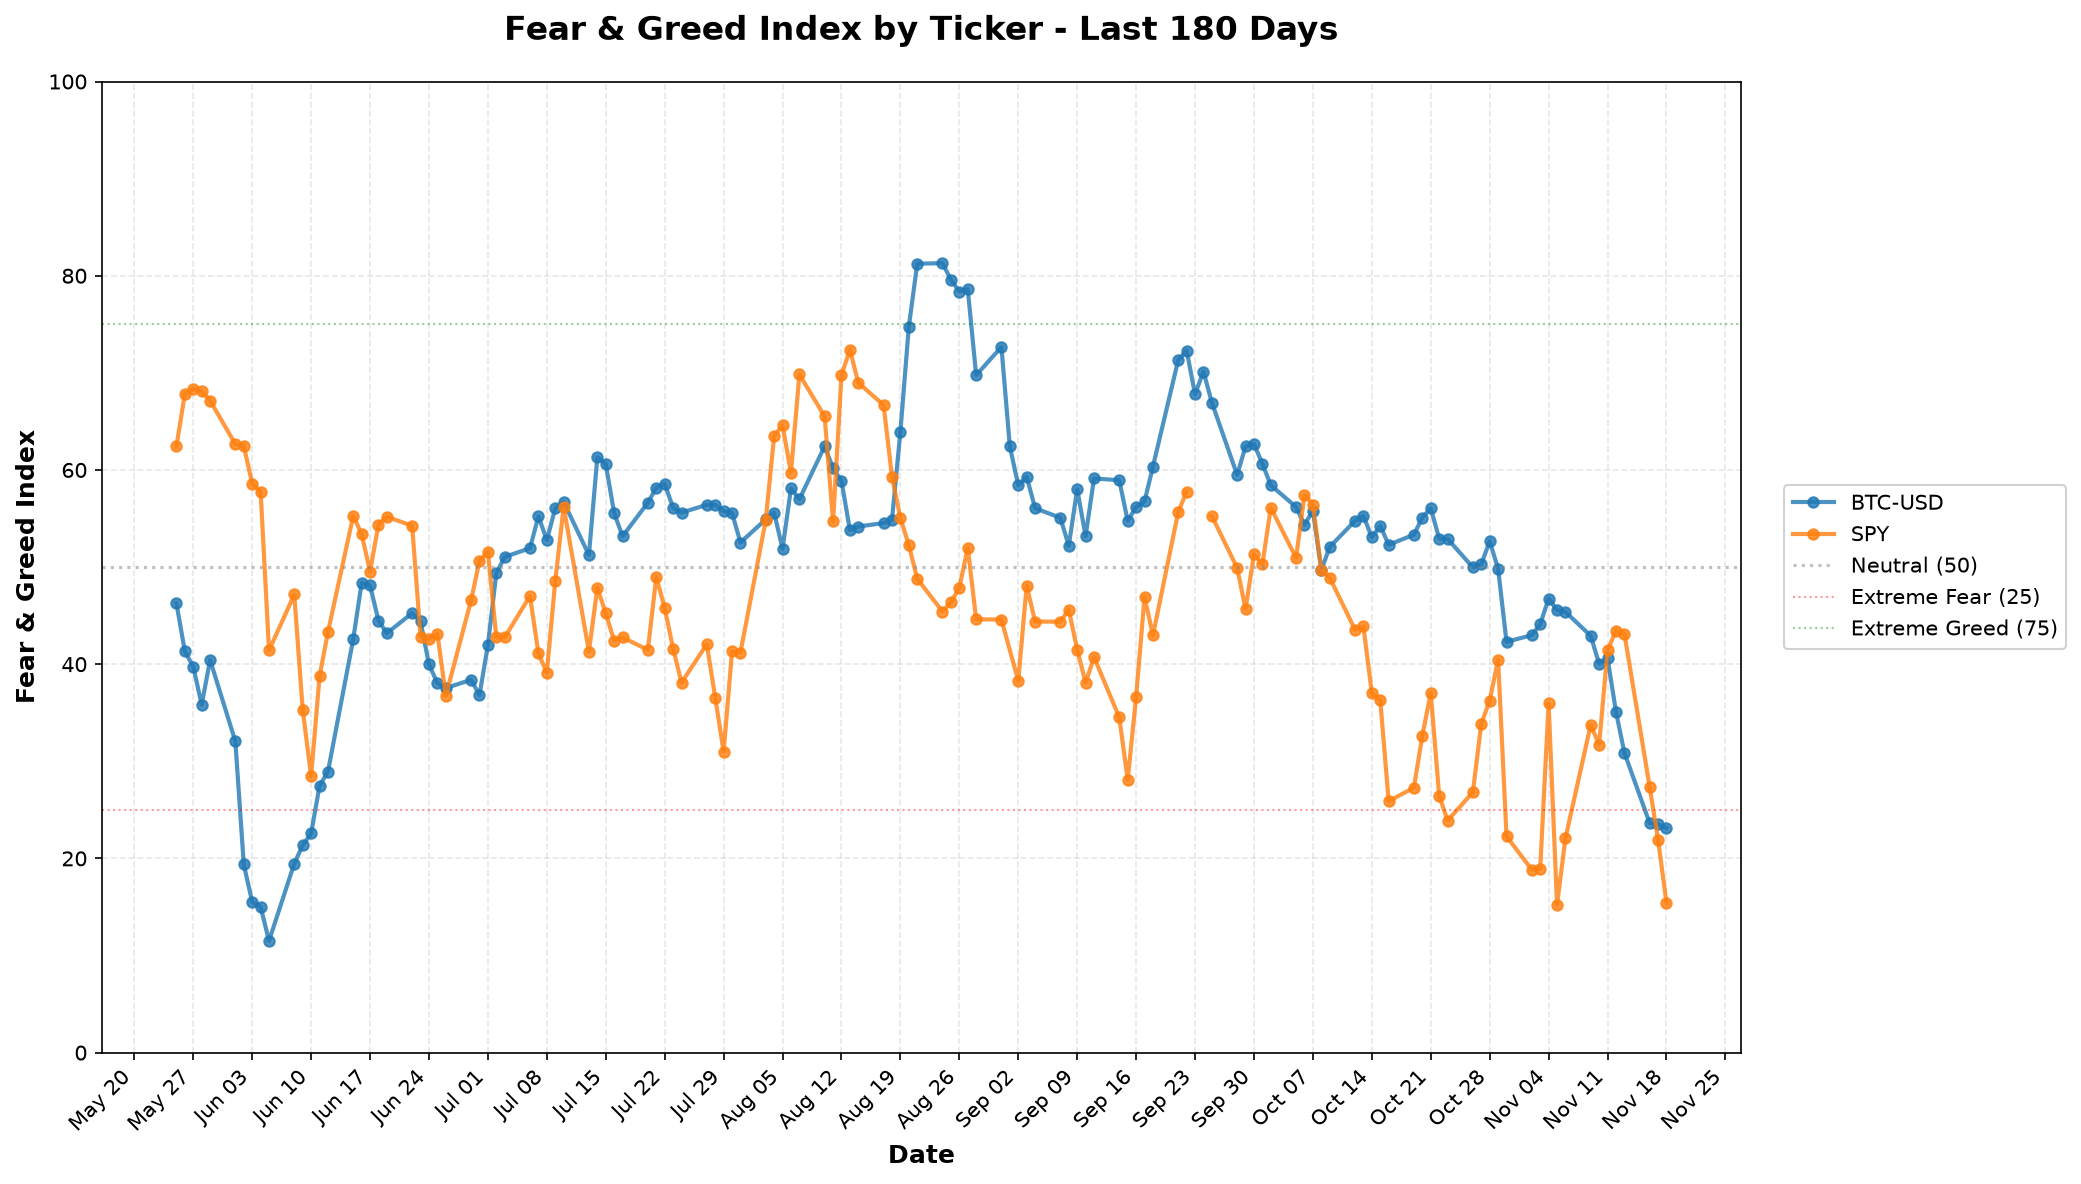 Fear & Greed Index by Ticker - Last 180 Days
Fear & Greed Index
100
80
60
40
20
0
May 20
May 27
Jun 03
Jun 10
Jun 17
Jun 24
Jul 01
Jul 08
Jul 15
Jul 22
Jul 29
Aug 05
Aug 12
Aug 19
Aug 26
Sep 02
Sep 09
Sep 16
Sep 23
Sep 30
Oct 07
Oct 14
Oct 21
Oct 28
Nov 04
Nov 11
Nov 18
Nov 25
Date
BTC-USD
SPY
Neutral (50)
Extreme Fear (25)
Extreme Greed (75)